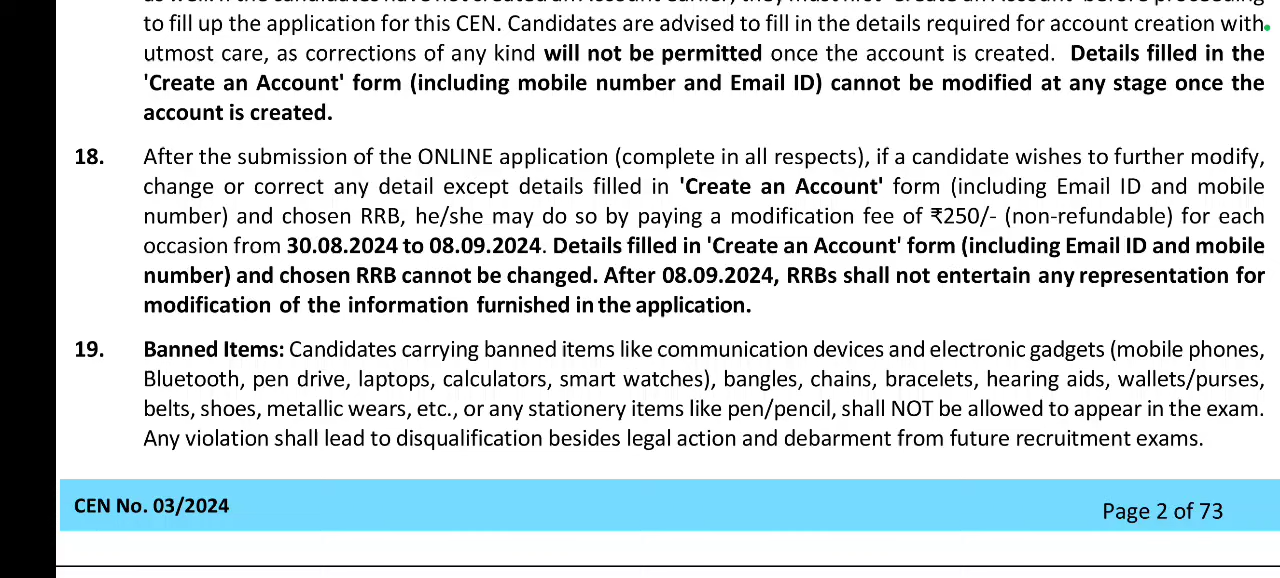 to fill up the application for this CEN. Candidates are advised to fill in the details required for account creation with
utmost care, as corrections of any kind will not be permitted once the account is created. Details filled in the
'Create an Account' form (including mobile number and Email ID) cannot be modified at any stage once the
account is created.
18. After the submission of the ONLINE application (complete in all respects), if a candidate wishes to further modify,
change or correct any detail except details filled in 'Create an Account' form (including Email ID and mobile
number) and chosen RRB, he/she may do so by paying a modification fee of ₹250/- (non-refundable) for each
occasion from 30.08.2024 to 08.09.2024. Details filled in 'Create an Account' form (including Email ID and mobile
number) and chosen RRB cannot be changed. After 08.09.2024, RRBs shall not entertain any representation for
modification of the information furnished in the application.
19. Banned Items: Candidates carrying banned items like communication devices and electronic gadgets (mobile phones,
Bluetooth, pen drive, laptops, calculators, smart watches), bangles, chains, bracelets, hearing aids, wallets/purses,
belts, shoes, metallic wears, etc., or any stationery items like pen/pencil, shall NOT be allowed to appear in the exam.
Any violation shall lead to disqualification besides legal action and debarment from future recruitment exams.
CEN No. 03/2024
Page 2 of 73